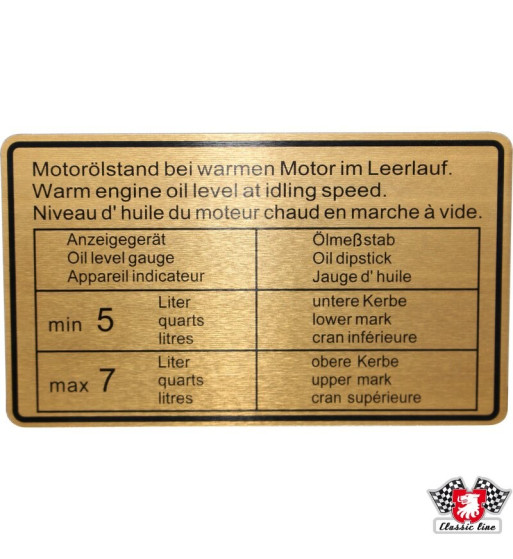 Motorölstand bei warmen Motor im Leerlauf.
Warm engine oil level at idling speed.
Niveau d' huile du moteur chaud en marche à vide.
Anzeigegerät
Oil level gauge
Appareil indicateur
Ölmeßstab
Oil dipstick
Jauge d' huile
min 5
Liter
quarts
litres
untere Kerbe
lower mark
cran inférieure
max 7
Liter
quarts
litres
obere Kerbe
upper mark
cran supérieure
Classic line